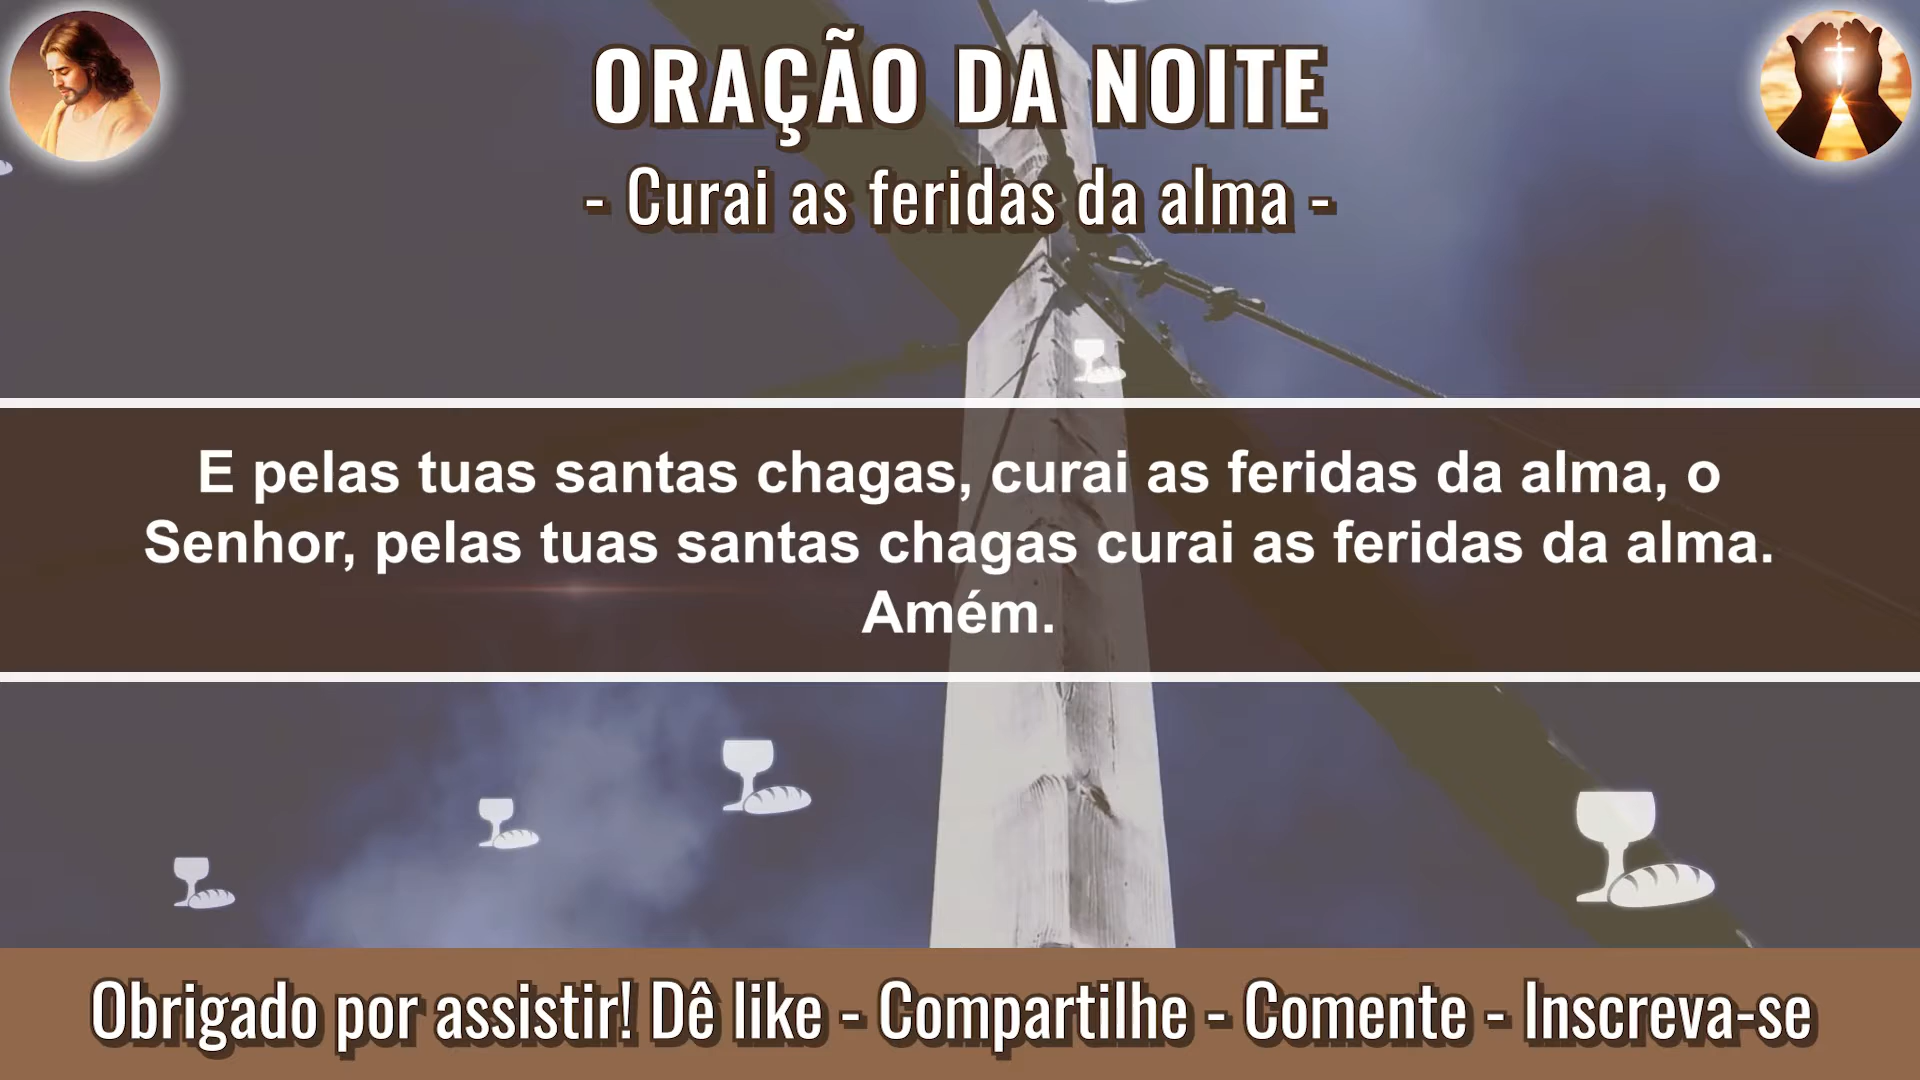 ORAÇÃO DA NOITE
- Curai as feridas da alma -
E pelas tuas santas chagas, curai as feridas da alma, o
Senhor, pelas tuas santas chagas curai as feridas da alma.
Amém.
Obrigado por assistir! Dê like - Compartilhe - Comente - Inscreva-se